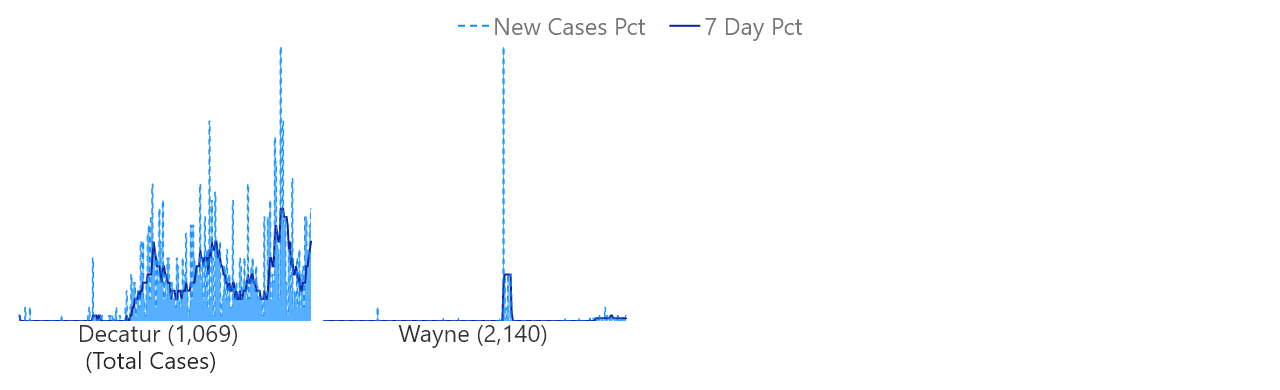 New Cases Pct 7 Day Pct
Decatur (1,069) Wayne (2,140)
(Total Cases)